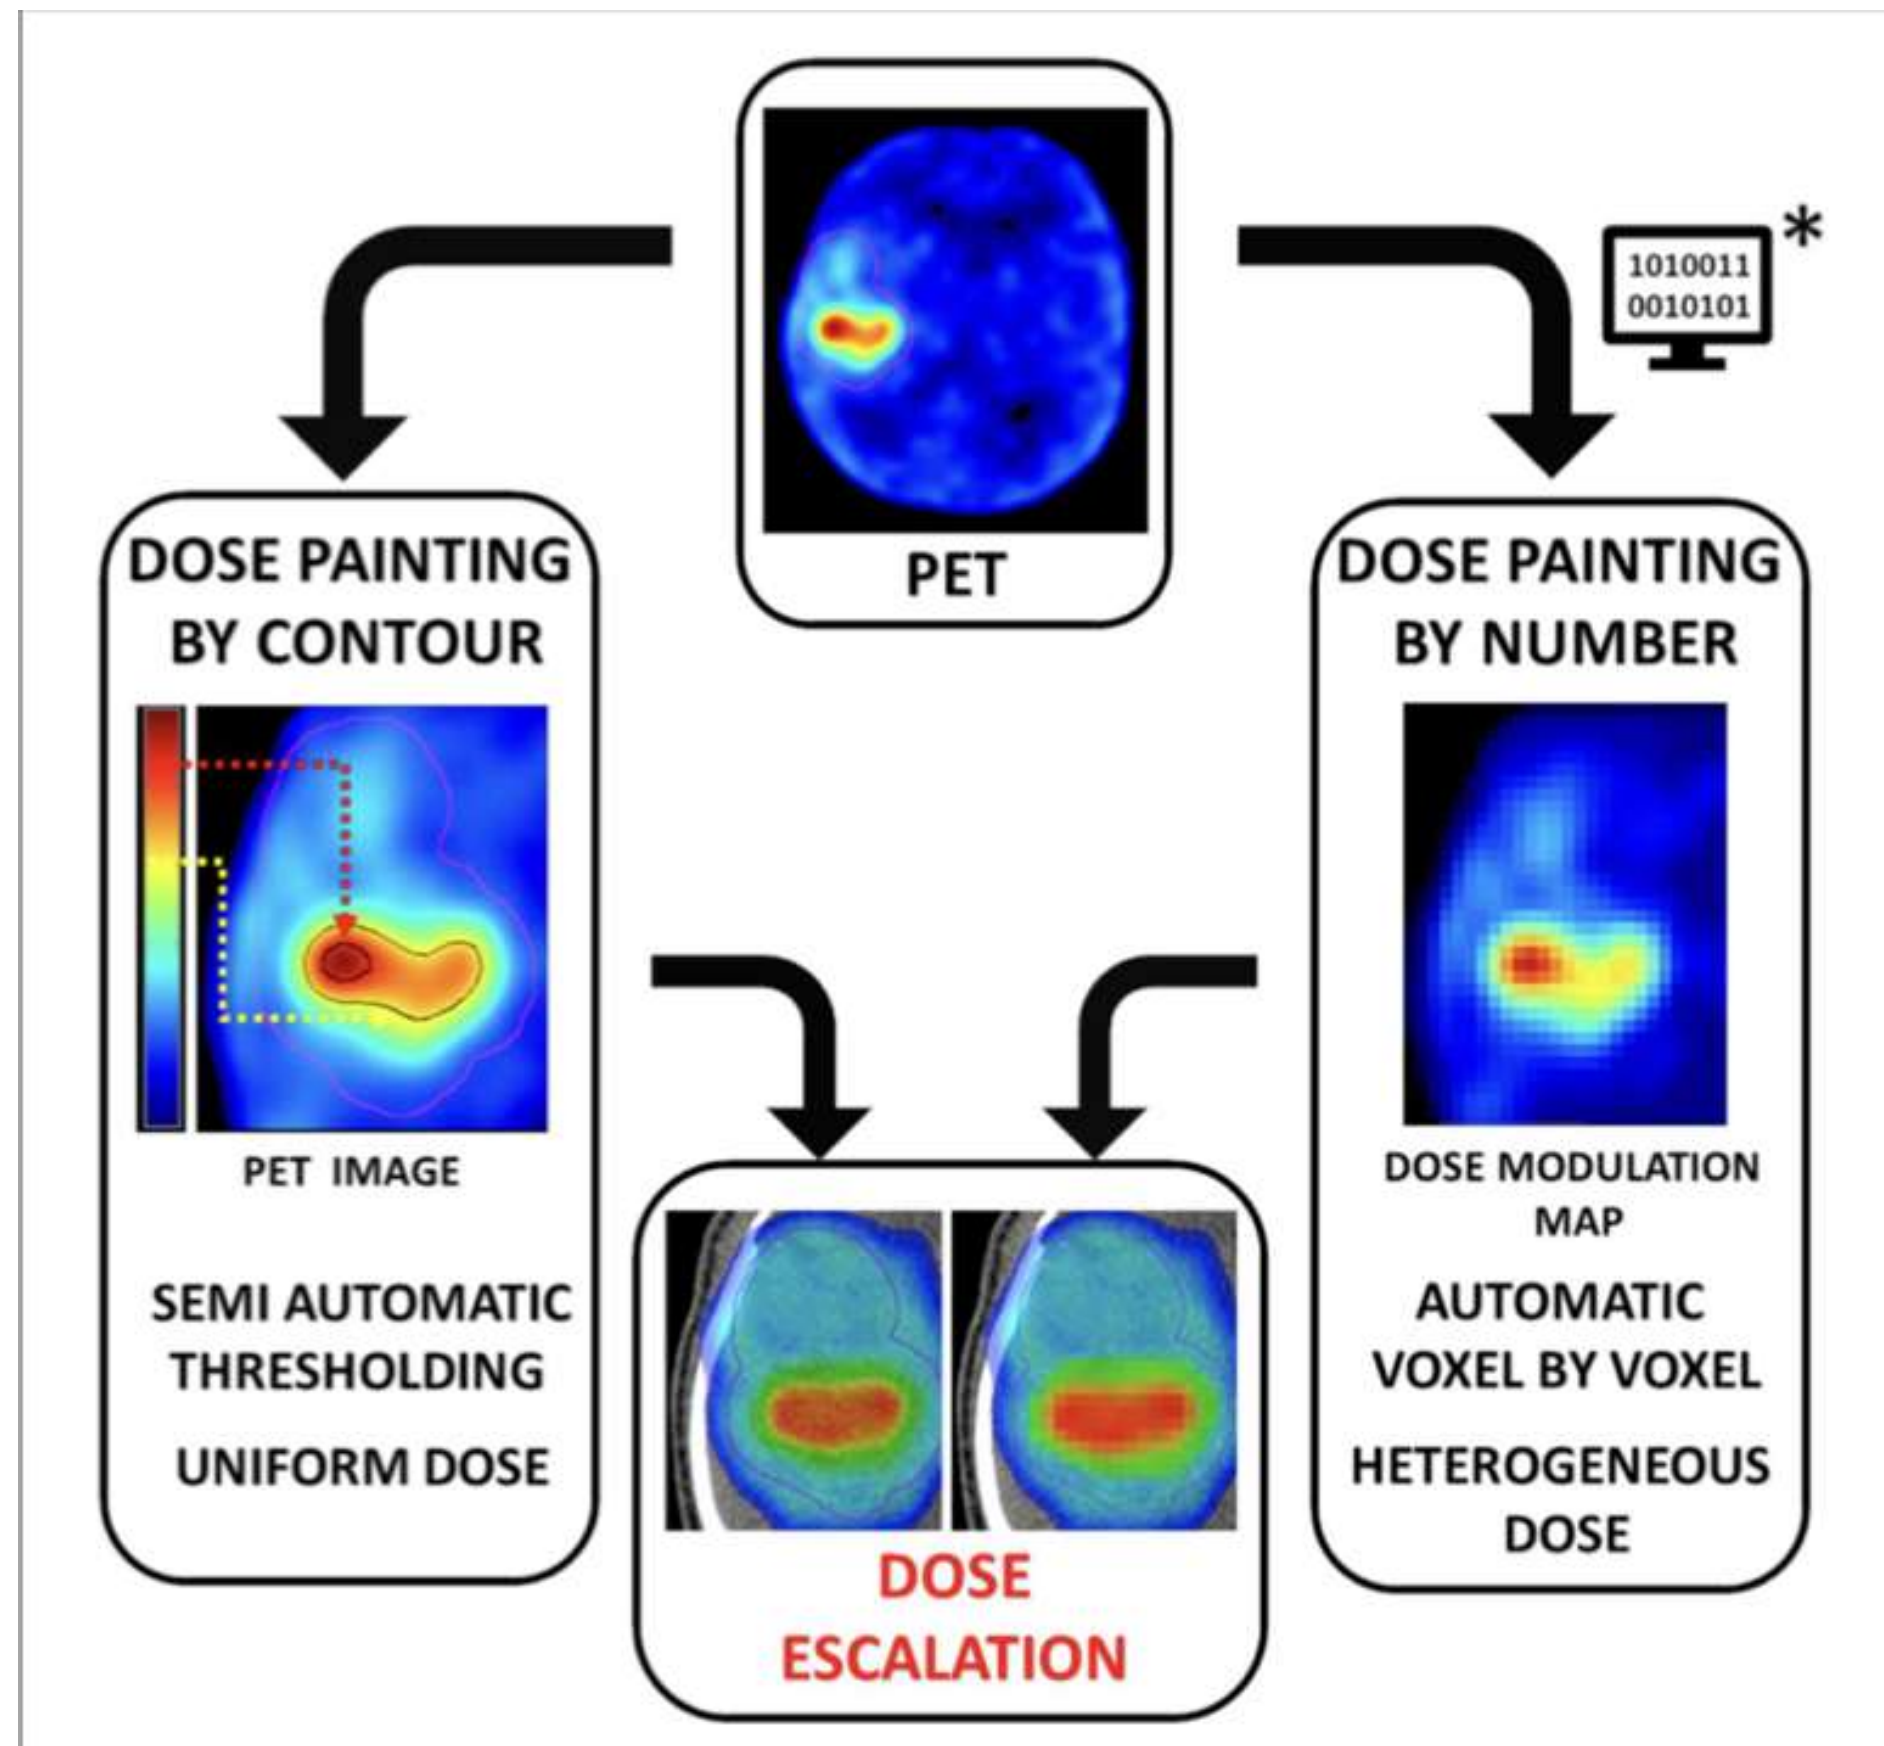 PET
*
1010011
0010101
DOSE PAINTING
BY CONTOUR
PET IMAGE
SEMI AUTOMATIC
THRESHOLDING
UNIFORM DOSE
DOSE PAINTING
BY NUMBER
DOSE MODULATION
MAP
AUTOMATIC
VOXEL BY VOXEL
HETEROGENEOUS
DOSE
DOSE
ESCALATION